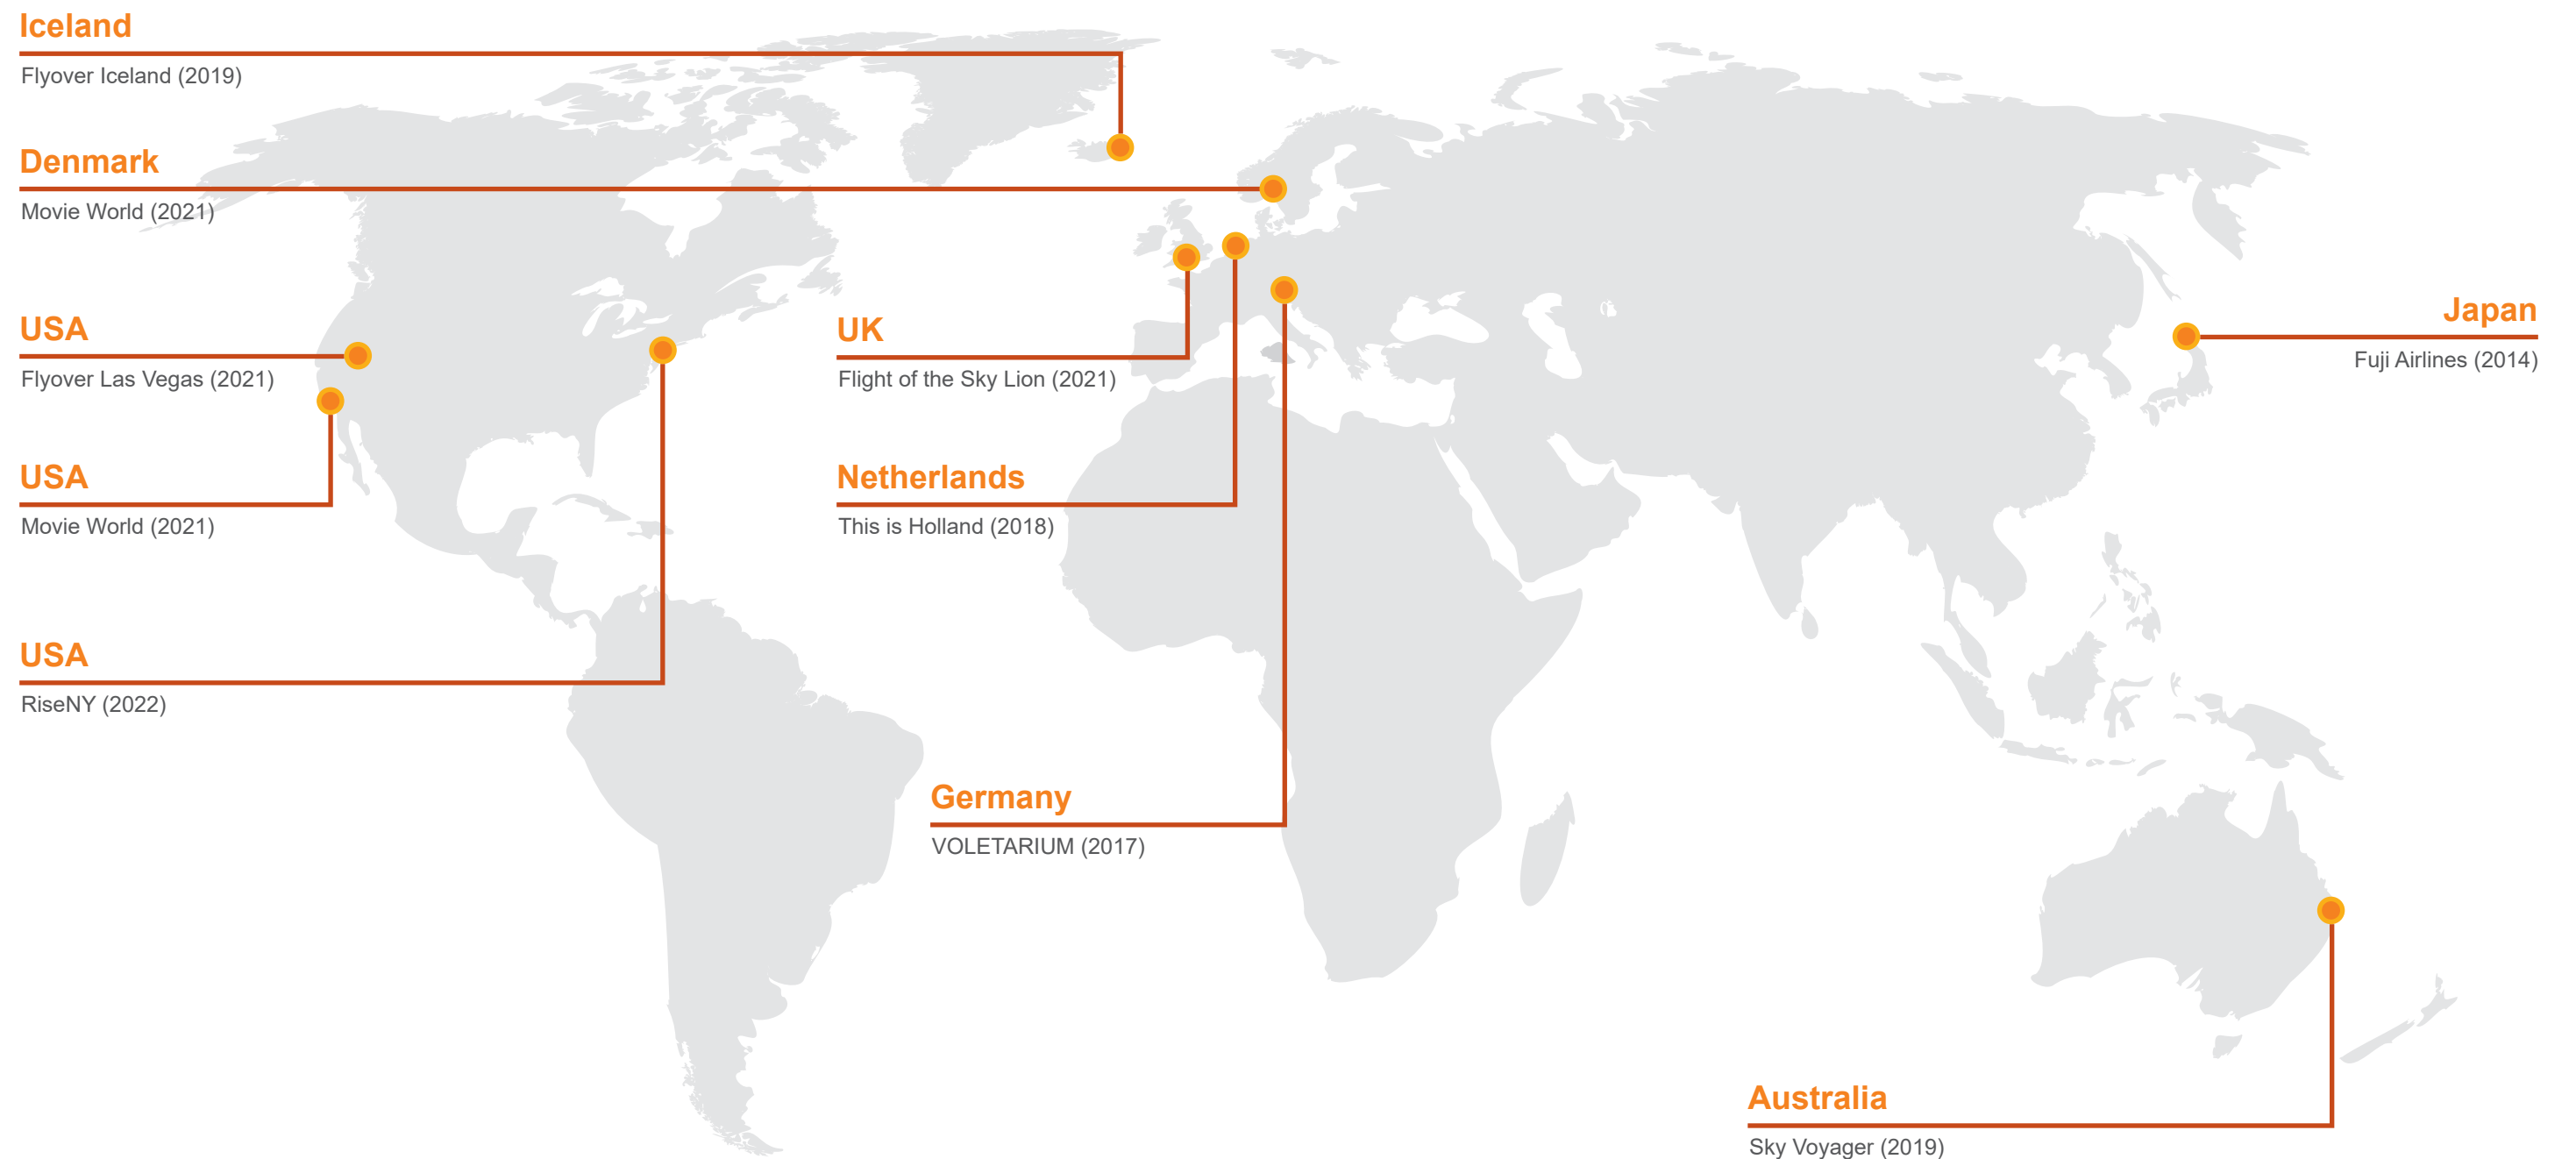 Iceland
Flyover Iceland (2019)
Denmark
Movie World (2021)
USA
Flyover Las Vegas (2021)
USA
Movie World (2021)
USA
RiseNY (2022)
UK
Flight of the Sky Lion (2021)
Netherlands
This is Holland (2018)
Germany
VOLETARIUM (2017)
Japan
Fuji Airlines (2014)
Australia
Sky Voyager (2019)